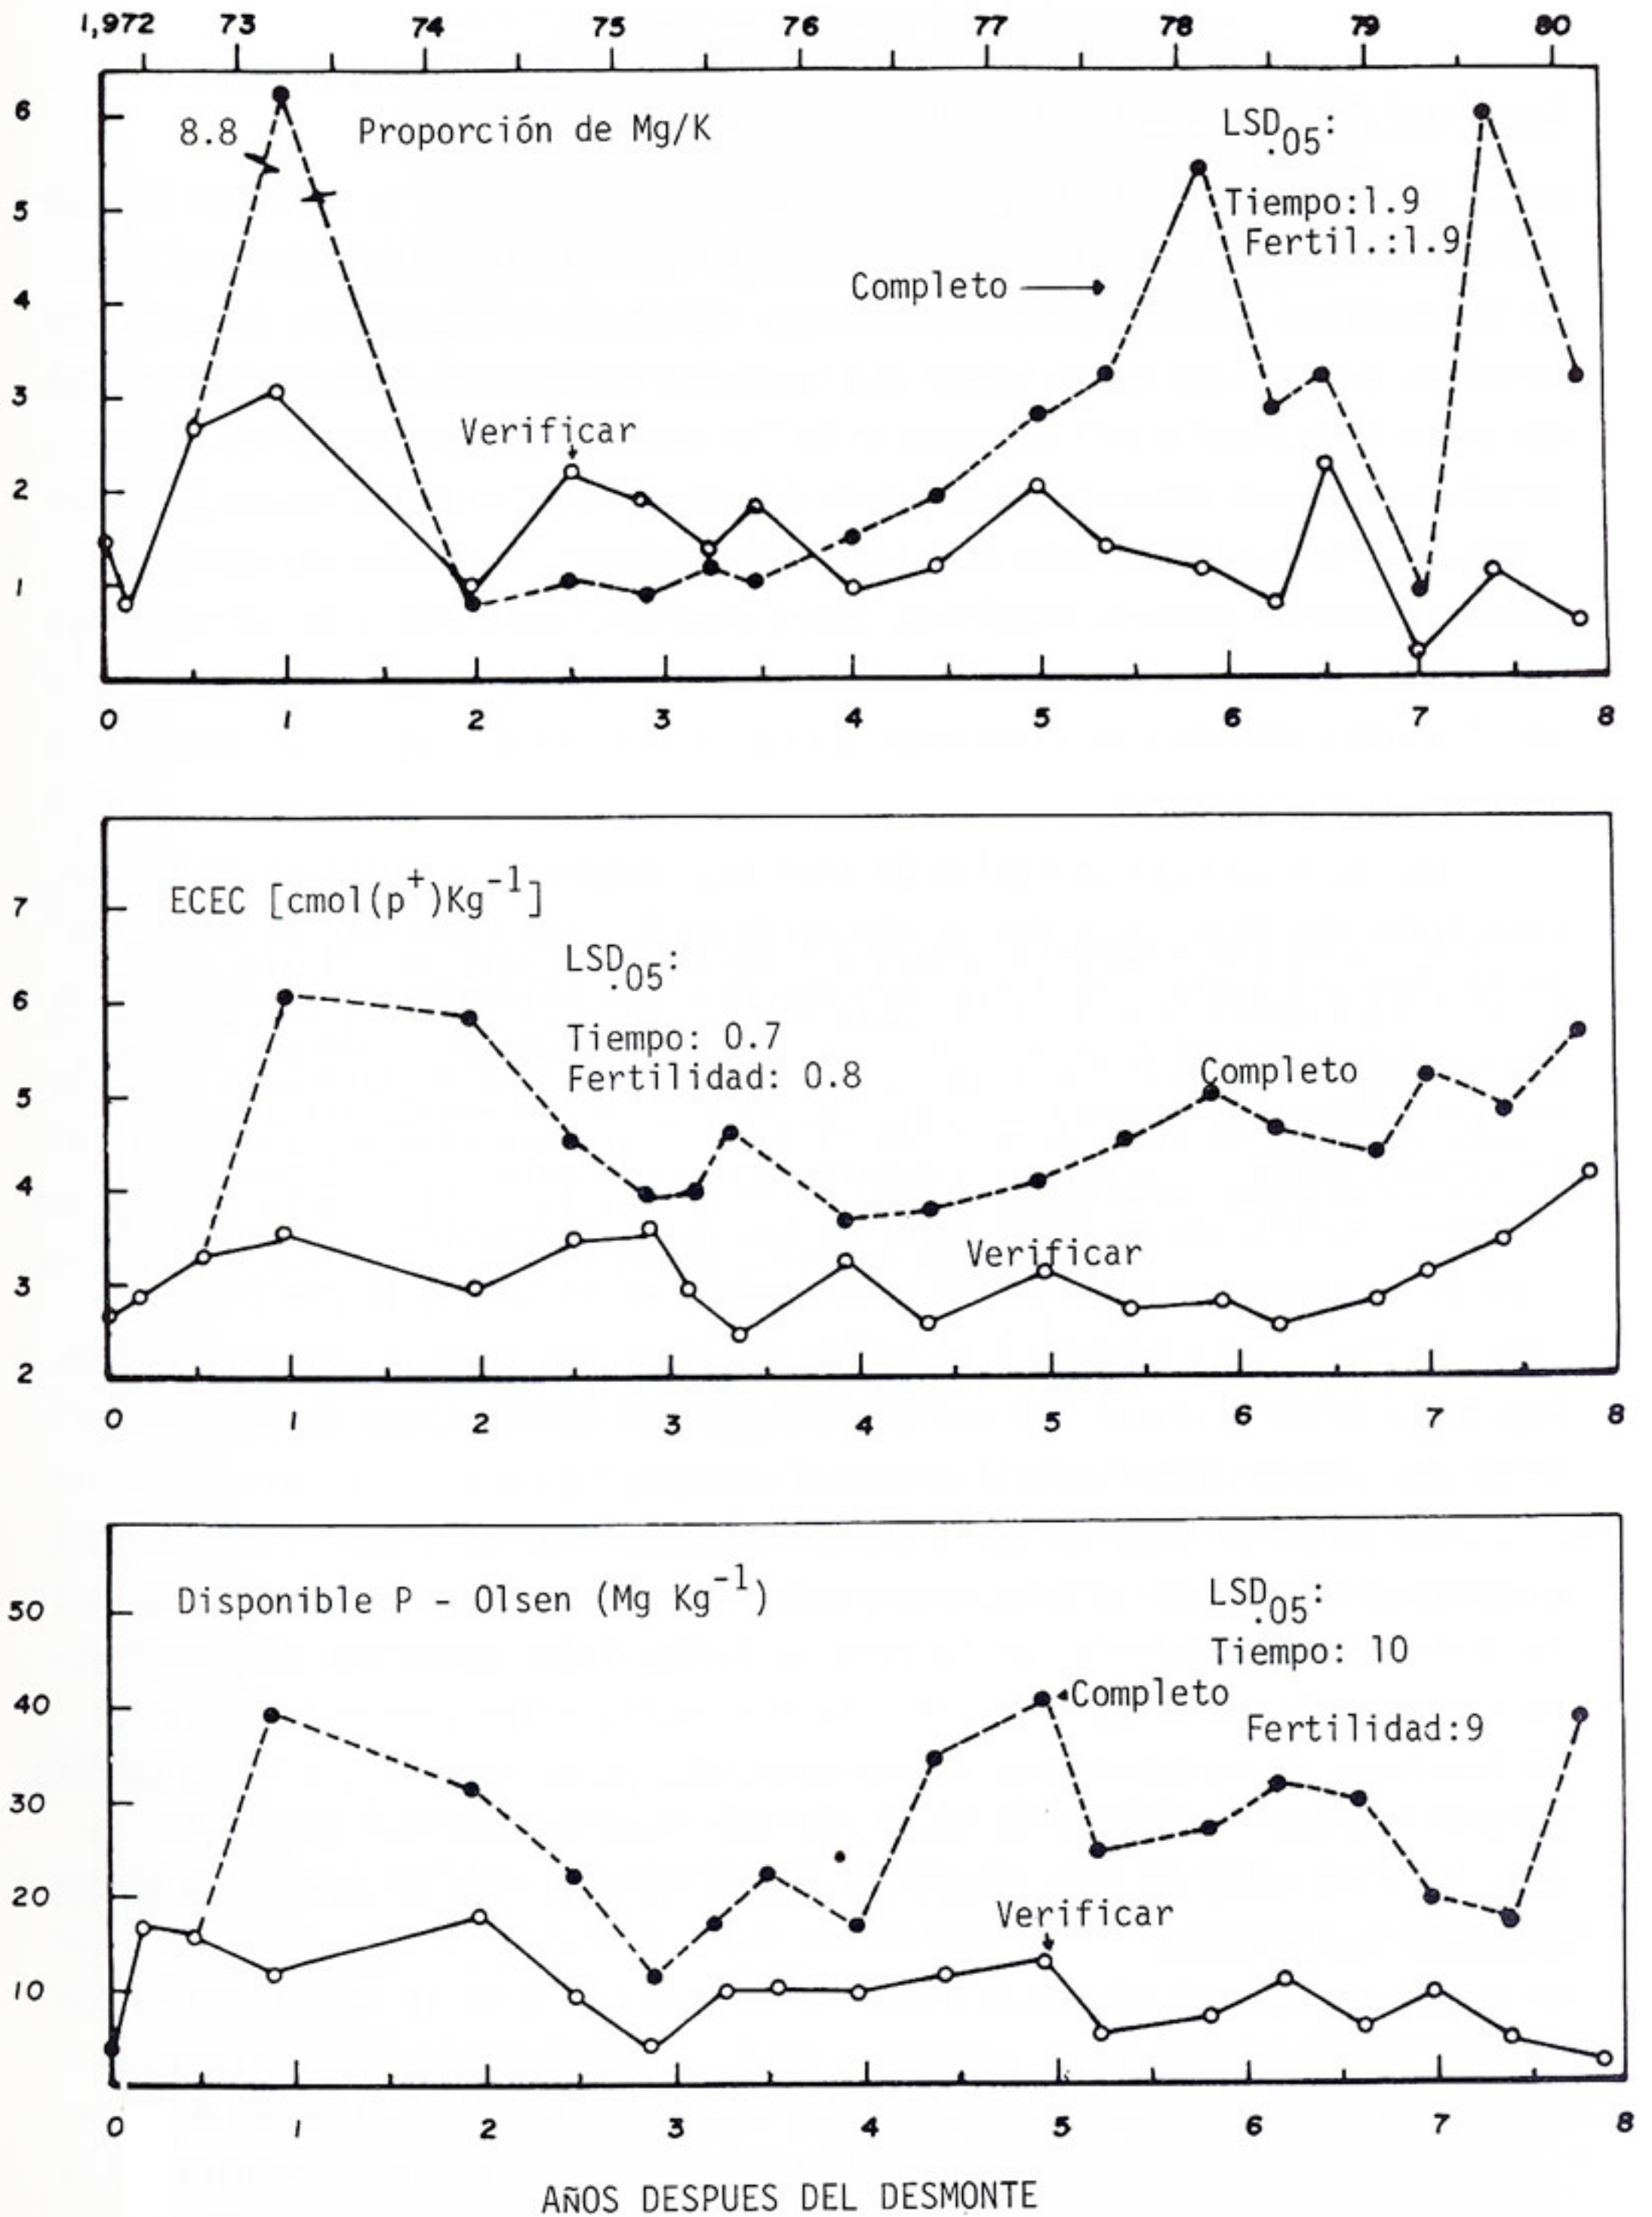 1,972 73 74 75 76 77 78 79 80
6
5
4
3
2
1
8.8
Proporción de Mg/K
LSD.05:
Tiempo:1.9
Fertil.:1.9
Completo
Verificar
0 1 2 3 4 5 6 7 8
7
6
5
4
3
2
ECEC [cmol(p+)Kg-1]
LSD.05:
Tiempo: 0.7
Fertilidad: 0.8
Completo
Verificar
0 1 2 3 4 5 6 7 8
50
40
30
20
10
Disponible P - Olsen (Mg Kg-1)
LSD.05:
Tiempo: 10
Completo
Fertilidad:9
Verificar
0 1 2 3 4 5 6 7 8
AÑOS DESPUES DEL DESMONTE